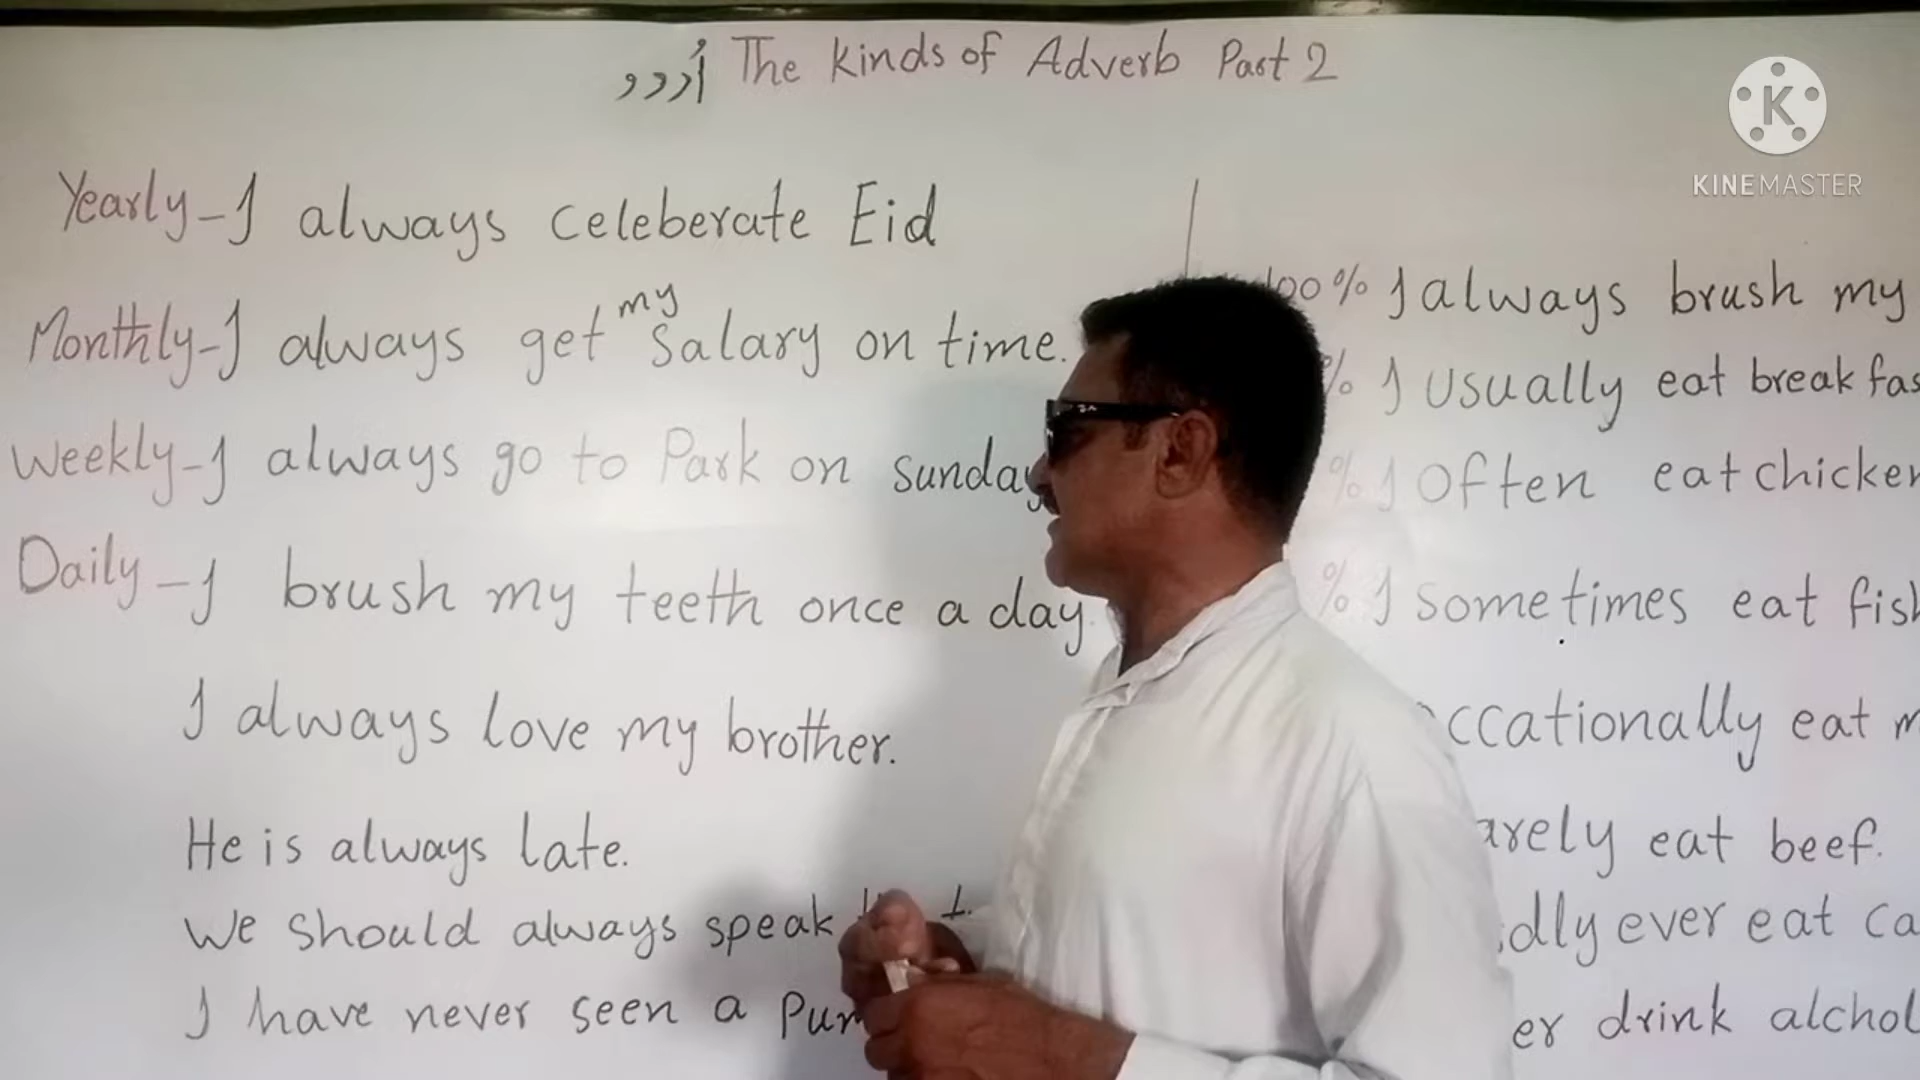 The Kinds of Adverb Part 2 اُردو
Yearly - I always celeberate Eid
Monthly - I always get my Salary on time.
Weekly - I always go to Park on sunday
Daily - I brush my teeth once a day.
I always love my brother.
He is always late.
We should always speak
I have never seen a
100% I always brush my
% I usually eat breakfas
% I Often eat chicken
% I sometimes eat fish
ccationally eat
arely eat beef.
dly ever eat ca
er drink alchol
KINEMASTER